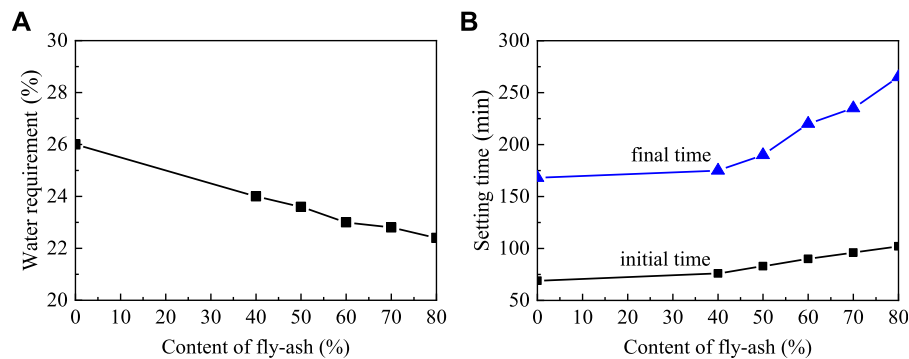 A
Water requirement (%)
30
28
26
24
22
20
0 10 20 30 40 50 60 70 80
Content of fly-ash (%)
B
Setting time (min)
300
250
200
150
100
50
final time
initial time
0 10 20 30 40 50 60 70 80
Content of fly-ash (%)